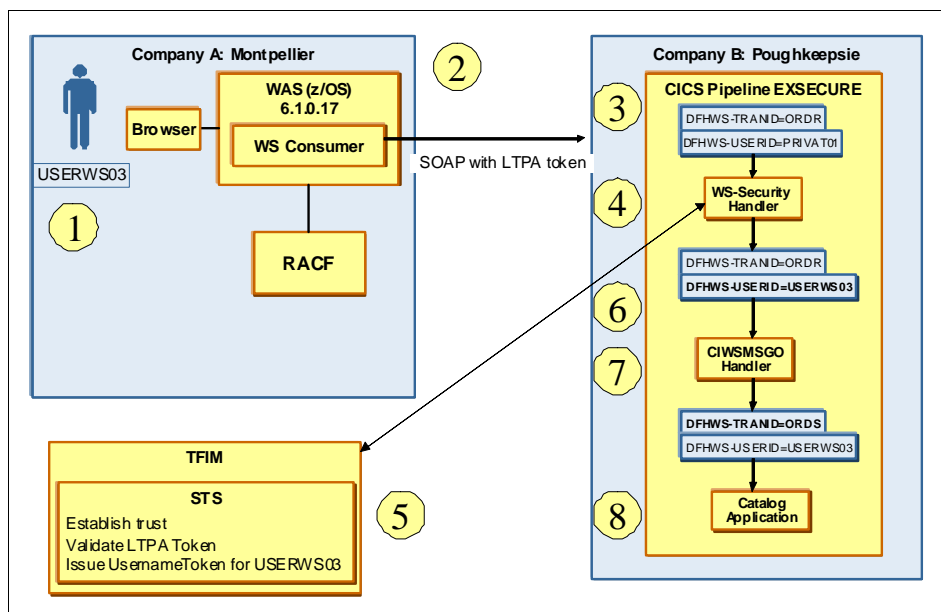 Company A: Montpellier
USERWS03
1
Browser
WAS (z/OS)
6.1.0.17
WS Consumer
RACF
2
SOAP with LTPA token
Company B: Poughkeepsie
CICS Pipeline EXSECURE
3
DFHWS-TRANID=ORDR
DFHWS-USERID=PRIVAT01
4
WS-Security
Handler
DFHWS-TRANID=ORDR
DFHWS-USERID=USERWS03
6
7
CIWSMSGO
Handler
DFHWS-TRANID=ORDS
DFHWS-USERID=USERWS03
8
Catalog
Application
TFIM
STS
Establish trust
Validate LTPA Token
Issue UsernameToken for USERWS03
5